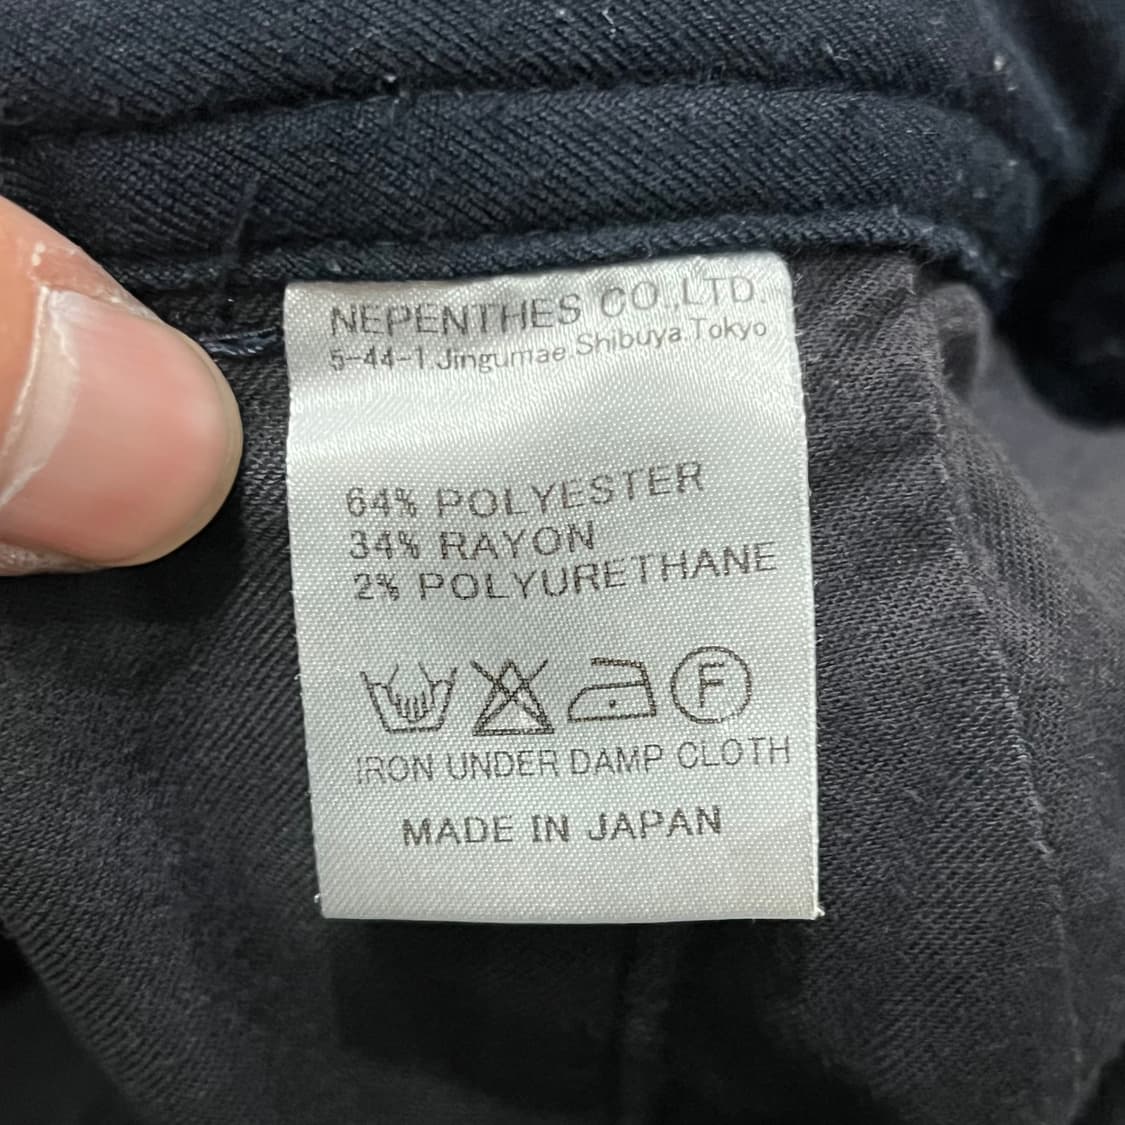 NEPENTHES CO.,LTD.
5-44-1 Jingumae Shibuya Tokyo
64% POLYESTER
34% RAYON
2% POLYURETHANE
F
IRON UNDER DAMP CLOTH
MADE IN JAPAN